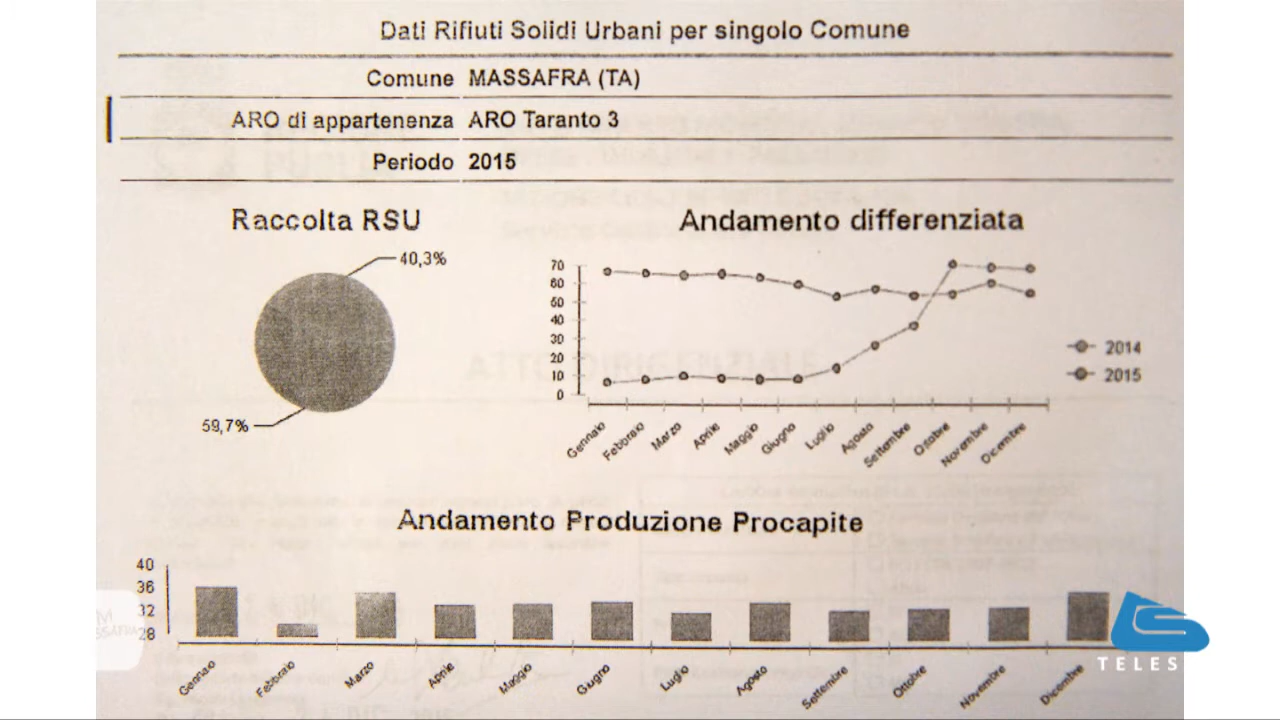 Dati Rifiuti Solidi Urbani per singolo Comune
Comune MASSAFRA (TA)
ARO di appartenenza ARO Taranto 3
Periodo 2015
Raccolta RSU
40,3%
59,7%
Andamento differenziata
70
60
50
40
30
20
10
0
Gennaio Febbraio Marzo Aprile Maggio Giugno Luglio Agosto Settembre Ottobre Novembre Dicembre
2014
2015
ATTO DIRIGENZIALE
Andamento Produzione Procapite
40
36
32
28
Gennaio Febbraio Marzo Aprile Maggio Giugno Luglio Agosto Settembre Ottobre Novembre Dicembre
TELES